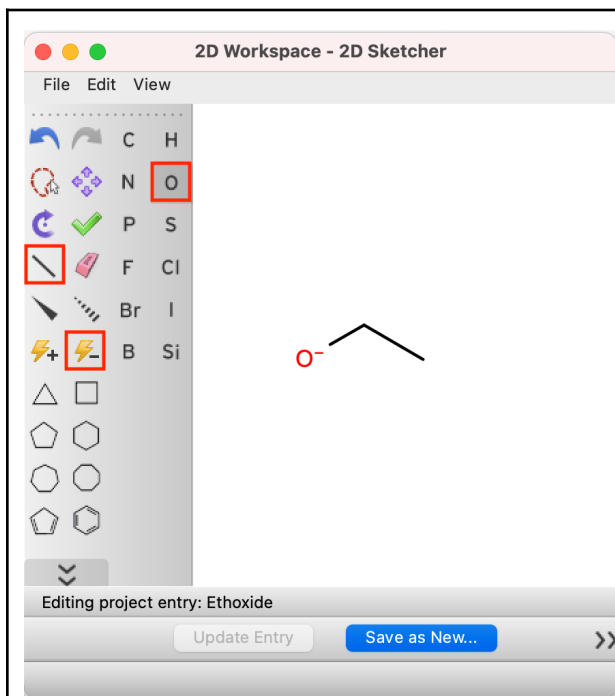 2D Workspace - 2D Sketcher
File Edit View
C H
N O
P S
F Cl
Br I
B Si
O⁻
Editing project entry: Ethoxide
Update Entry Save as New...